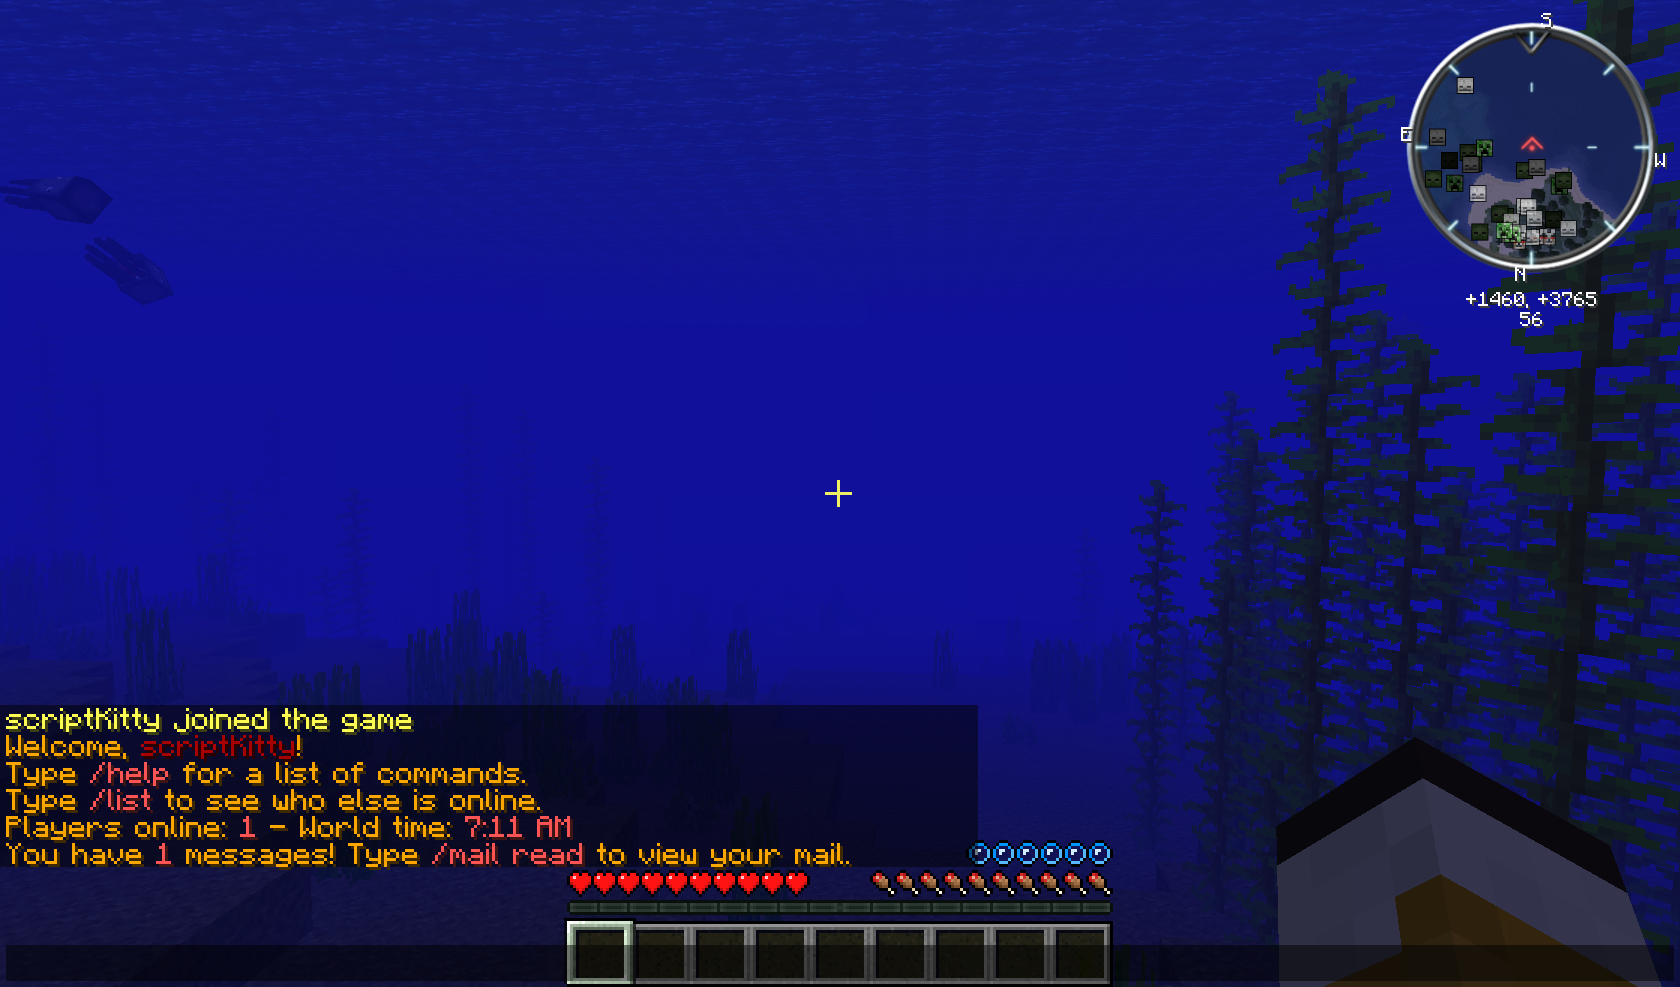 S
E
W
N
+1460, +3765
56
scriptKitty joined the game
Welcome, scriptKitty!
Type /help for a list of commands.
Type /list to see who else is online.
Players online: 1 - World time: 7:11 AM
You have 1 messages! Type /mail read to view your mail.